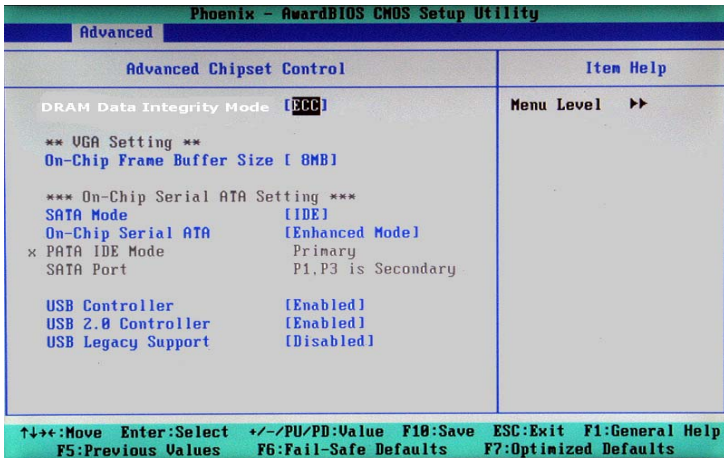 Phoenix - AwardBIOS CMOS Setup Utility
Advanced
Advanced Chipset Control
Item Help
DRAM Data Integrity Mode [ECC]
Menu Level ▸▸
** VGA Setting **
On-Chip Frame Buffer Size [ 8MB]
*** On-Chip Serial ATA Setting ***
SATA Mode [IDE]
On-Chip Serial ATA [Enhanced Mode]
x PATA IDE Mode Primary
SATA Port P1,P3 is Secondary
USB Controller [Enabled]
USB 2.0 Controller [Enabled]
USB Legacy Support [Disabled]
↑↓→←:Move Enter:Select +/-/PU/PD:Value F10:Save ESC:Exit F1:General Help
F5:Previous Values F6:Fail-Safe Defaults F7:Optimized Defaults